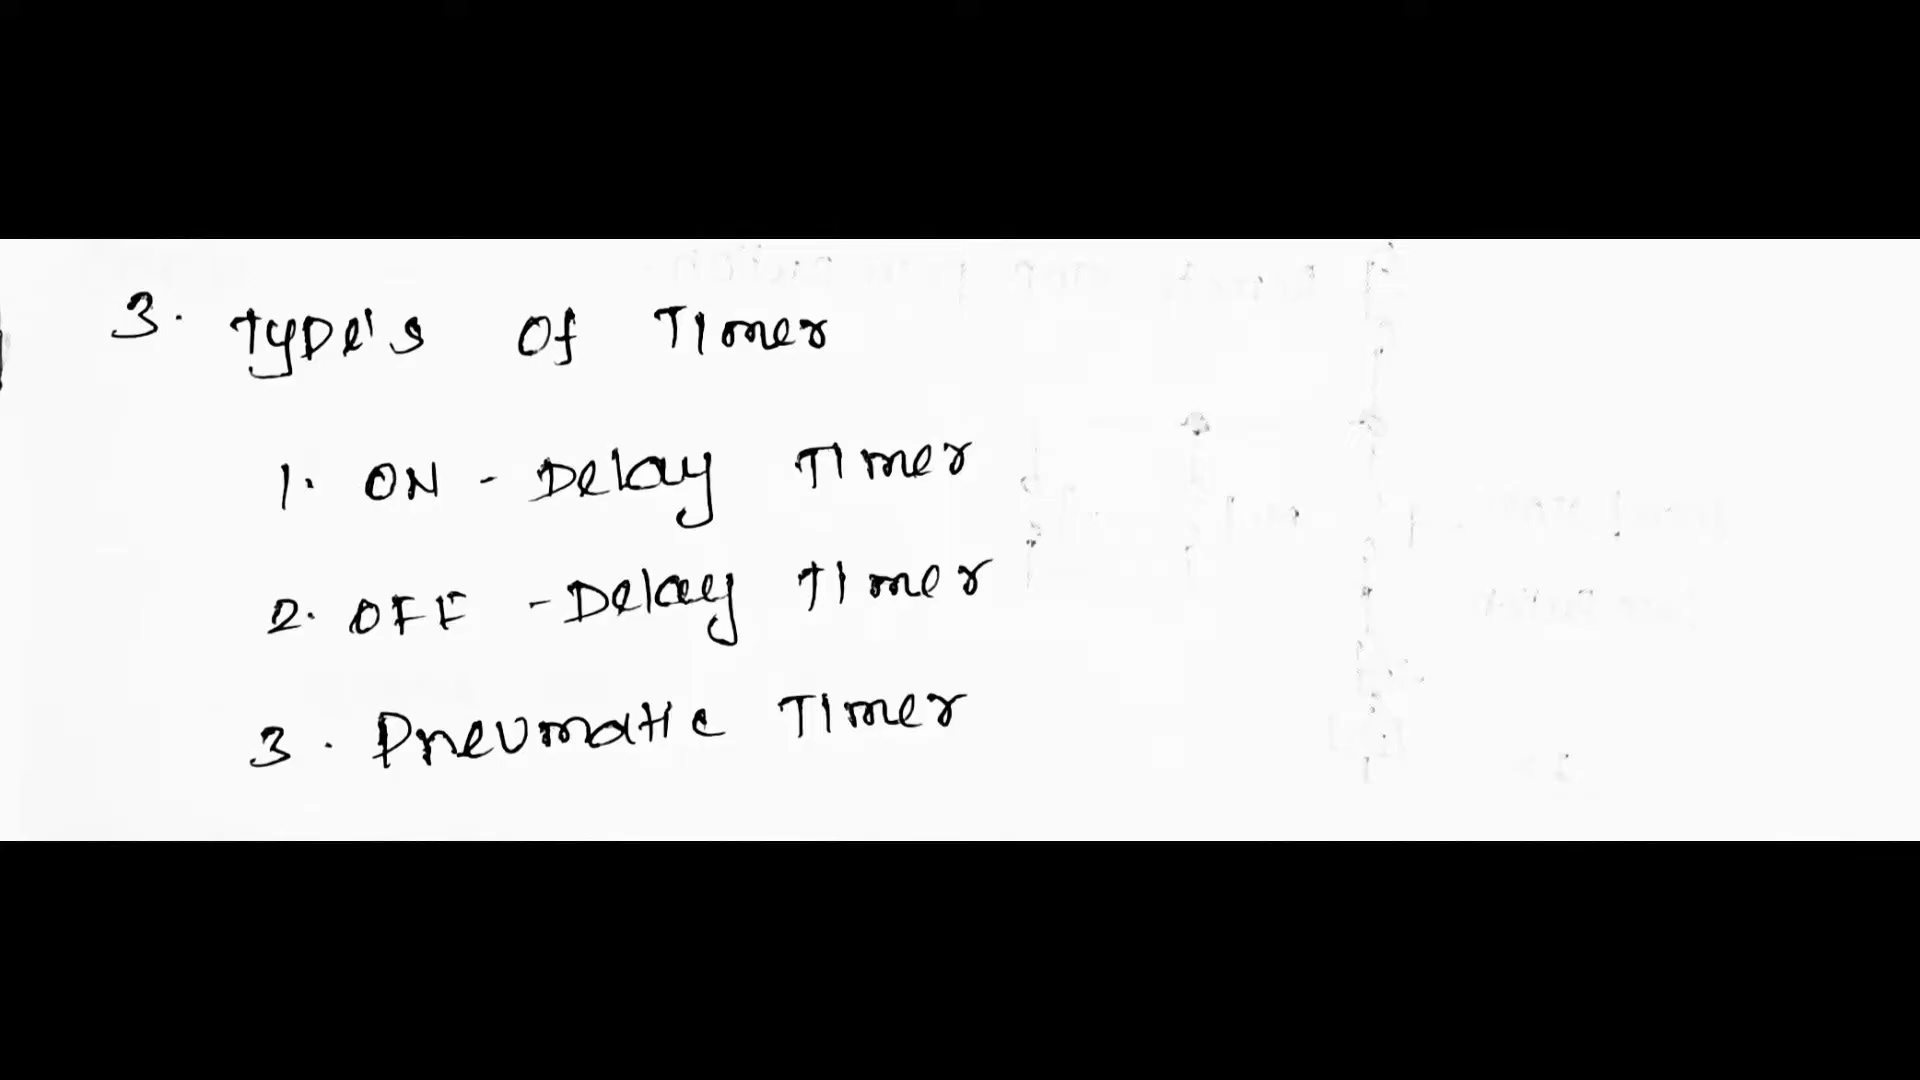 3. Type's Of Timer
1. ON - Delay Timer
2. OFF - Delay Timer
3. Pneumatic Timer